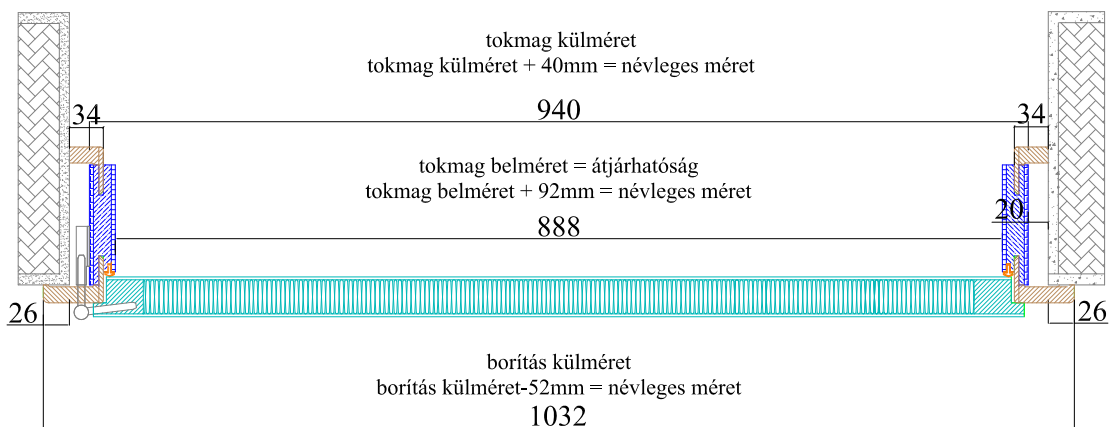 tokmag külméret
tokmag külméret + 40mm = névleges méret
34
940
34
tokmag belméret = átjárhatóság
tokmag belméret + 92mm = névleges méret
20
888
26
26
borítás külméret
borítás külméret-52mm = névleges méret
1032